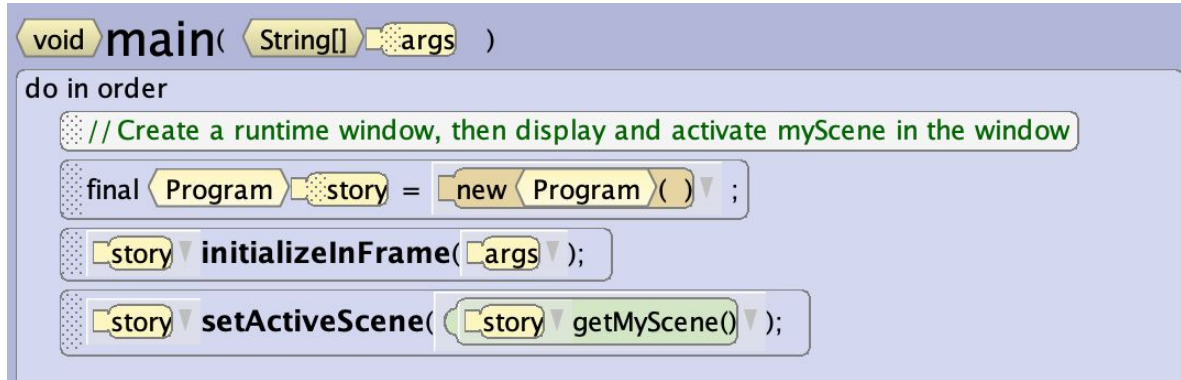 void main( String[] args )
do in order
// Create a runtime window, then display and activate myScene in the window
final Program story = new Program( ) ;
story initializeInFrame( args );
story setActiveScene( story getMyScene() );